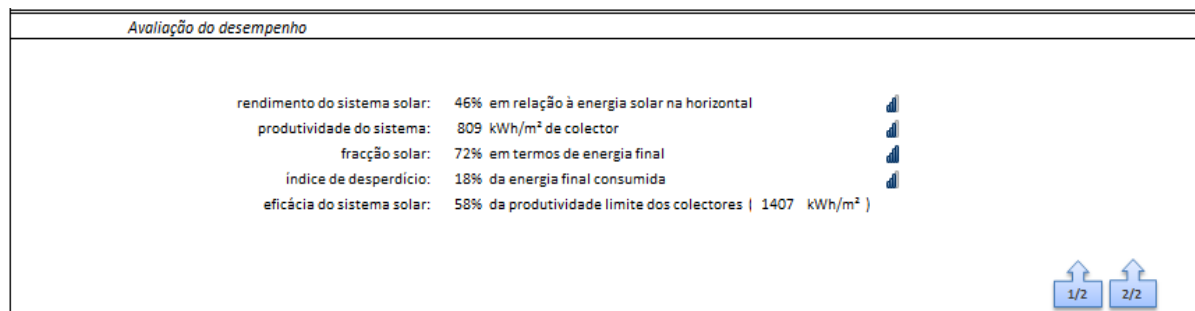 Avaliação do desempenho
rendimento do sistema solar: 46% em relação à energia solar na horizontal
produtividade do sistema: 809 kWh/m² de colector
fracção solar: 72% em termos de energia final
índice de desperdício: 18% da energia final consumida
eficácia do sistema solar: 58% da produtividade limite dos colectores ( 1407 kWh/m² )
1/2 2/2